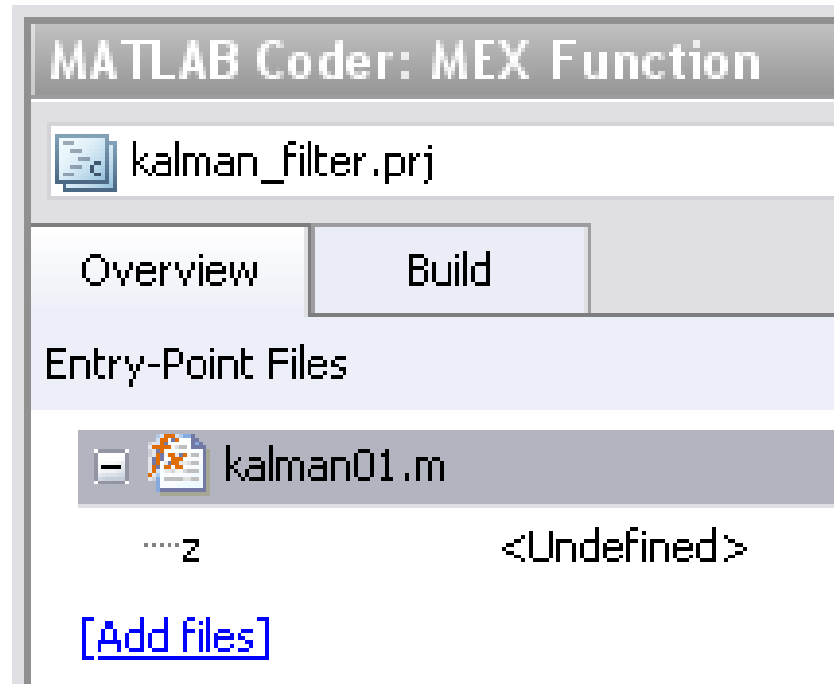 MATLAB Coder: MEX Function
kalman_filter.prj
Overview Build
Entry-Point Files
kalman01.m
z <Undefined>
[Add files]